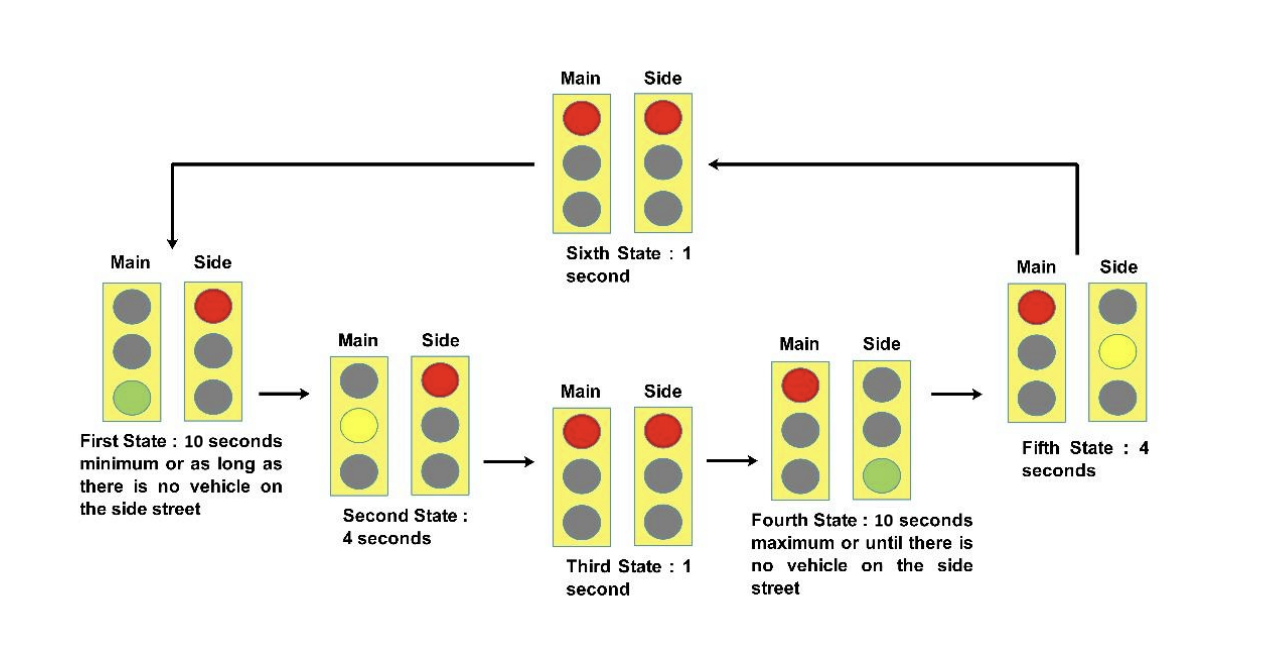 Main Side
Sixth State : 1
second
Main Side
First State : 10 seconds
minimum or as long as
there is no vehicle on
the side street
Main Side
Second State :
4 seconds
Main Side
Third State : 1
second
Main Side
Fourth State : 10 seconds
maximum or until there is
no vehicle on the side
street
Main Side
Fifth State : 4
seconds